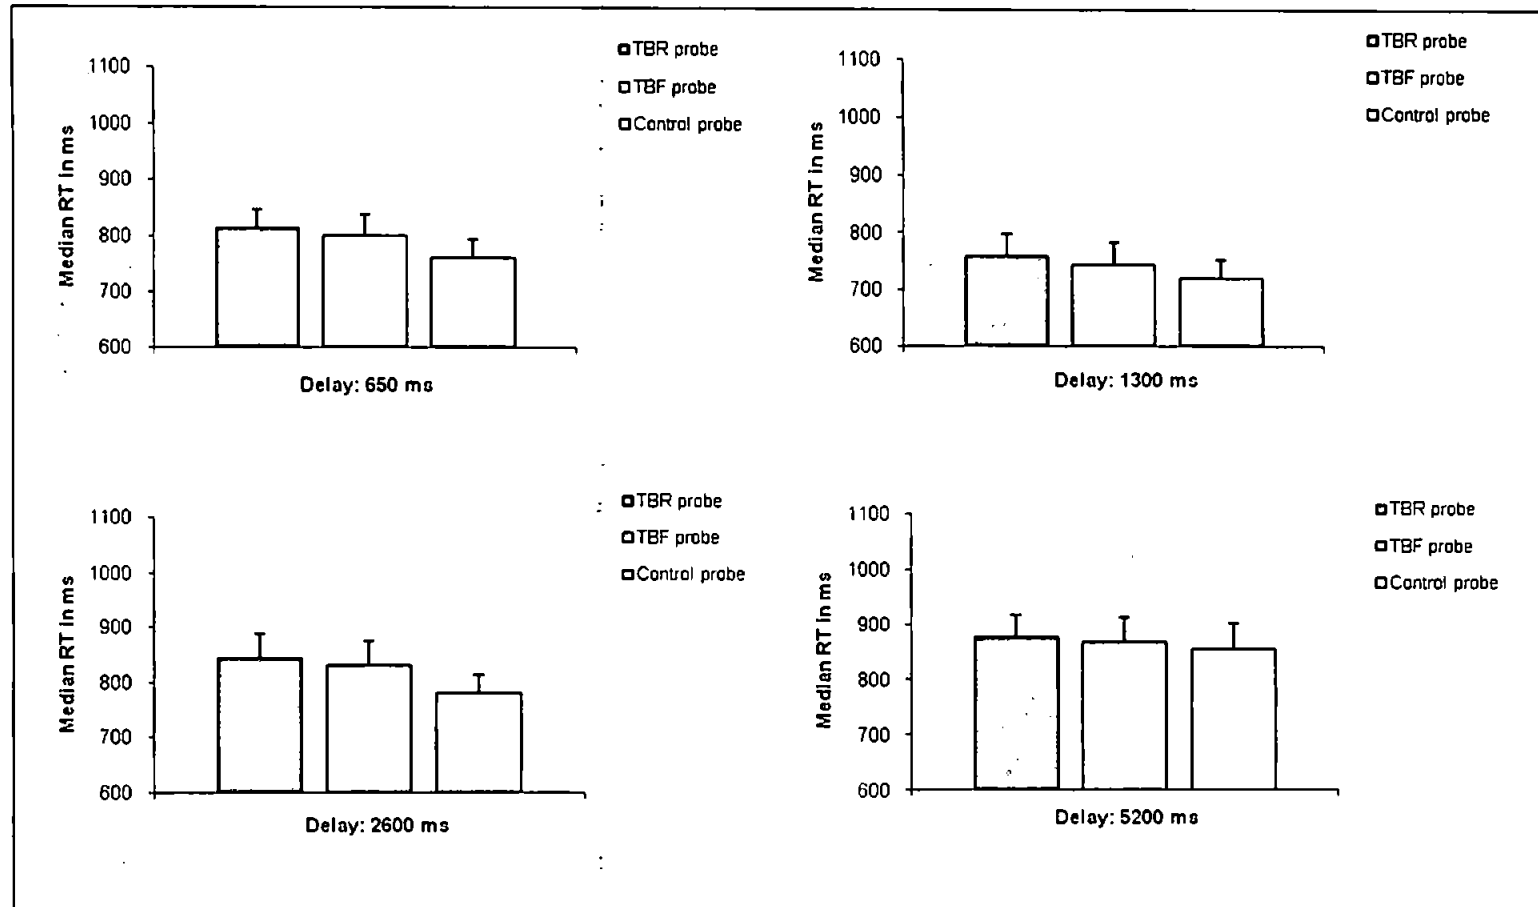 TBR probe
TBF probe
Control probe
1100
1000
900
800
700
600
Median RT in ms
Delay: 650 ms
TBR probe
TBF probe
Control probe
1100
1000
900
800
700
600
Median RT in ms
Delay: 1300 ms
TBR probe
TBF probe
Control probe
1100
1000
900
800
700
600
Median RT in ms
Delay: 2600 ms
TBR probe
TBF probe
Control probe
1100
1000
900
800
700
600
Median RT in ms
Delay: 5200 ms